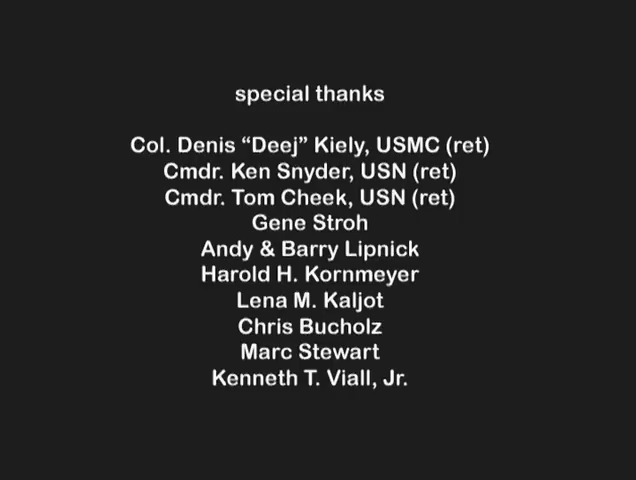 special thanks
Col. Denis “Deej” Kiely, USMC (ret)
Cmdr. Ken Snyder, USN (ret)
Cmdr. Tom Cheek, USN (ret)
Gene Stroh
Andy & Barry Lipnick
Harold H. Kornmeyer
Lena M. Kaljot
Chris Bucholz
Marc Stewart
Kenneth T. Viall, Jr.